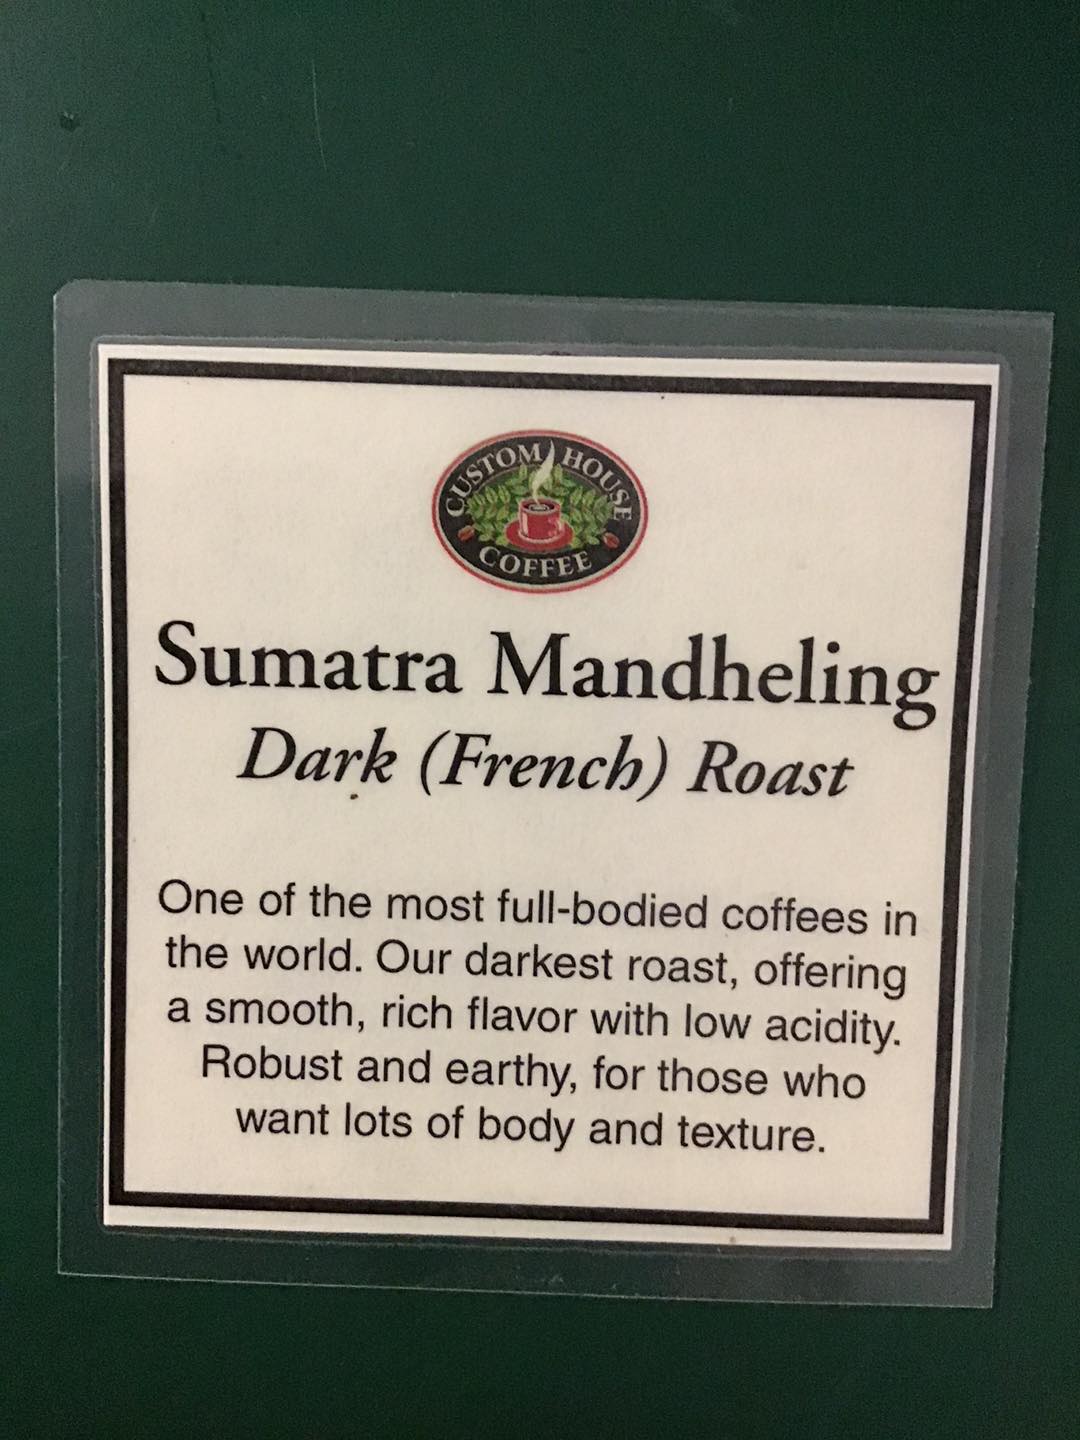 CUSTOM HOUSE
COFFEE
Sumatra Mandheling
Dark (French) Roast
One of the most full-bodied coffees in
the world. Our darkest roast, offering
a smooth, rich flavor with low acidity.
Robust and earthy, for those who
want lots of body and texture.